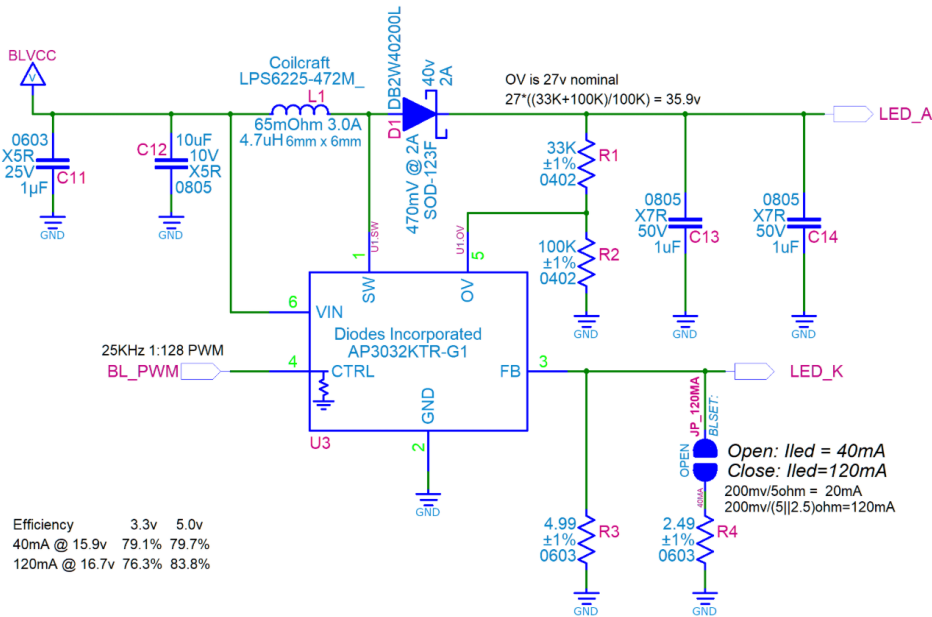 BLVCC
V
0603
X5R
25V
1µF
C11
GND
C12
10uF
10V
X5R
0805
GND
Coilcraft
LPS6225-472M_
L1
65mOhm 3.0A
4.7uH 6mm x 6mm
D1
DB2W40200L
40v
2A
470mV @ 2A
SOD-123F
OV is 27v nominal
27*((33K+100K)/100K) = 35.9v
LED_A
33K
±1%
0402
R1
100K
±1%
0402
R2
GND
0805
X7R
50V
1uF
C13
GND
0805
X7R
50V
1uF
C14
GND
U1.SW
1
SW
U1.OV
5
OV
6
VIN
Diodes Incorporated
AP3032KTR-G1
25KHz 1:128 PWM
BL_PWM
4
CTRL
FB
3
LED_K
GND
2
GND
U3
JP_120MA
BLSET:
OPEN
40MA
Open: Iled = 40mA
Close: Iled=120mA
200mv/5ohm = 20mA
200mv/(5||2.5)ohm=120mA
4.99
±1%
0603
R3
GND
2.49
±1%
0603
R4
GND
Efficiency 3.3v 5.0v
40mA @ 15.9v 79.1% 79.7%
120mA @ 16.7v 76.3% 83.8%